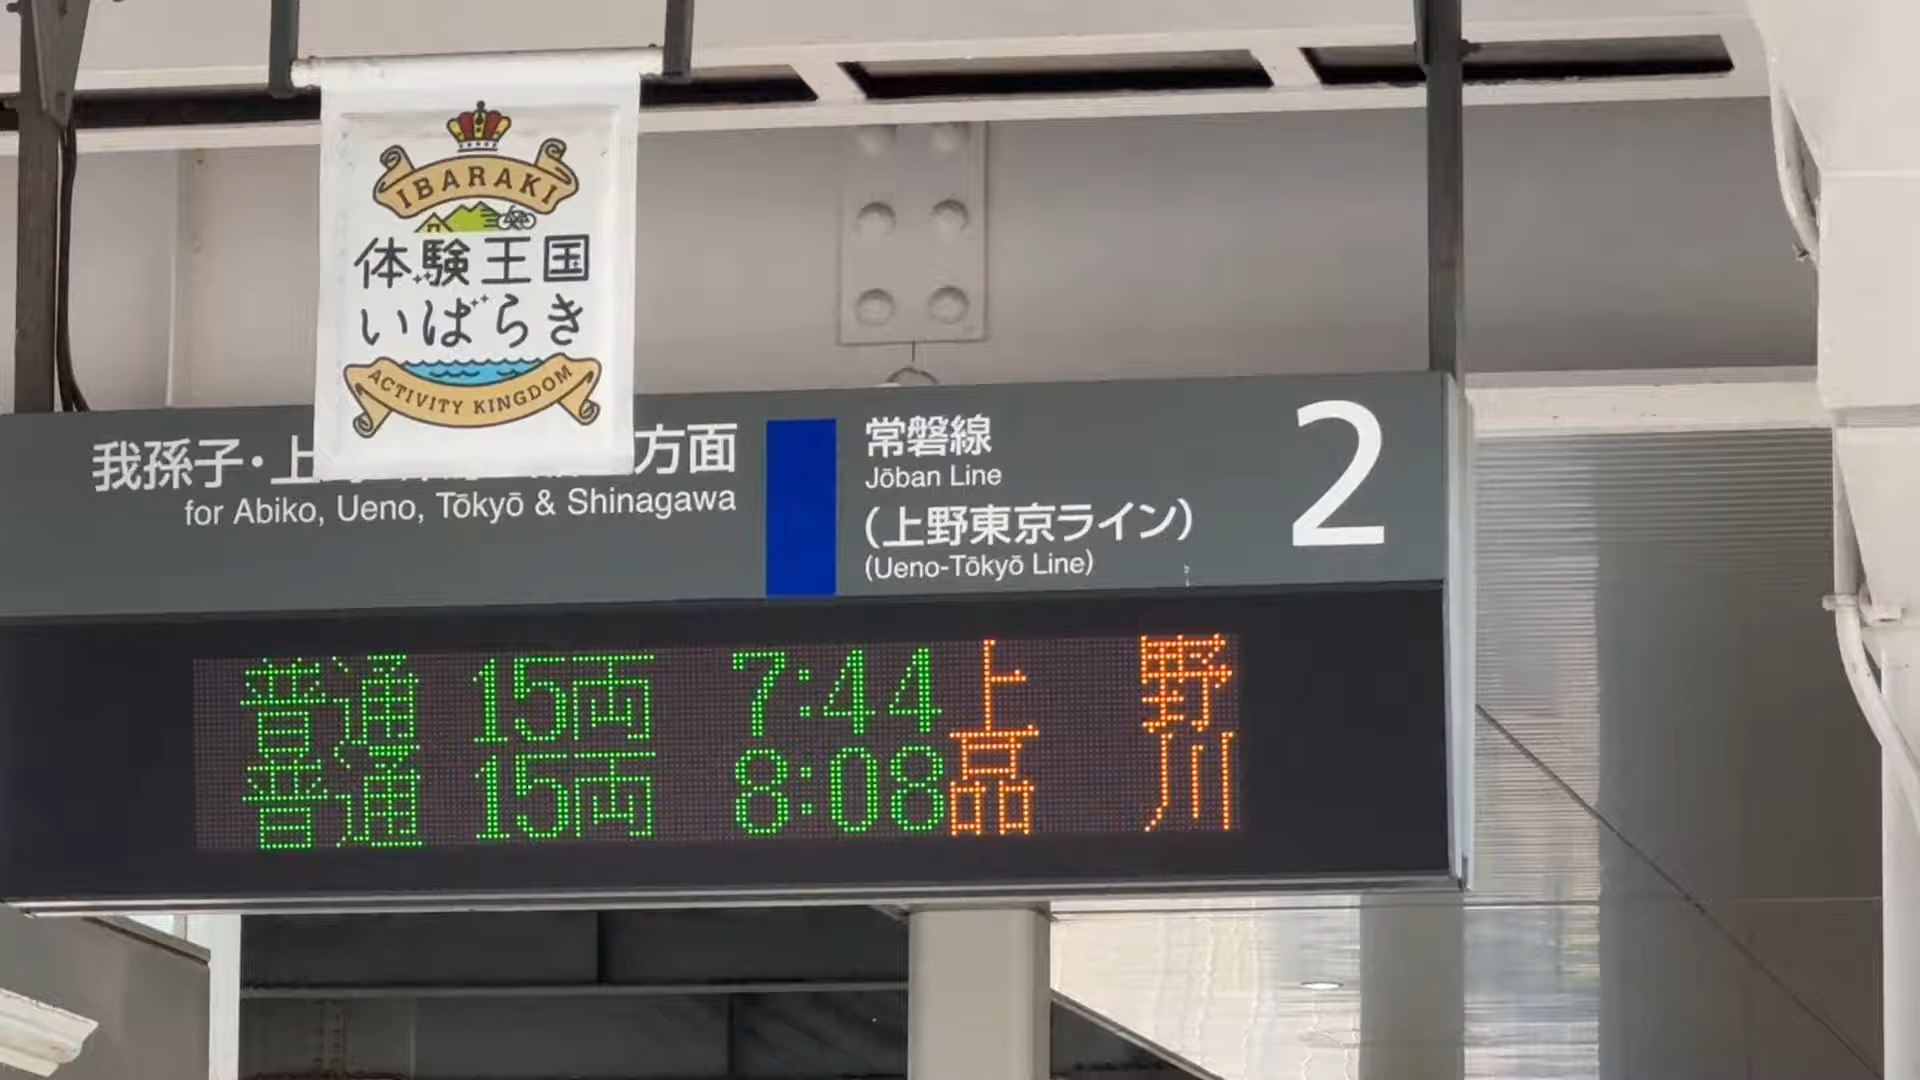 IBARAKI
体験王国
いばらき
ACTIVITY KINGDOM
我孫子・上 方面
for Abiko, Ueno, Tōkyō & Shinagawa
常磐線
Jōban Line
(上野東京ライン)
(Ueno-Tōkyō Line)
2
普通 15両 7:44 上野
普通 15両 8:08 品川